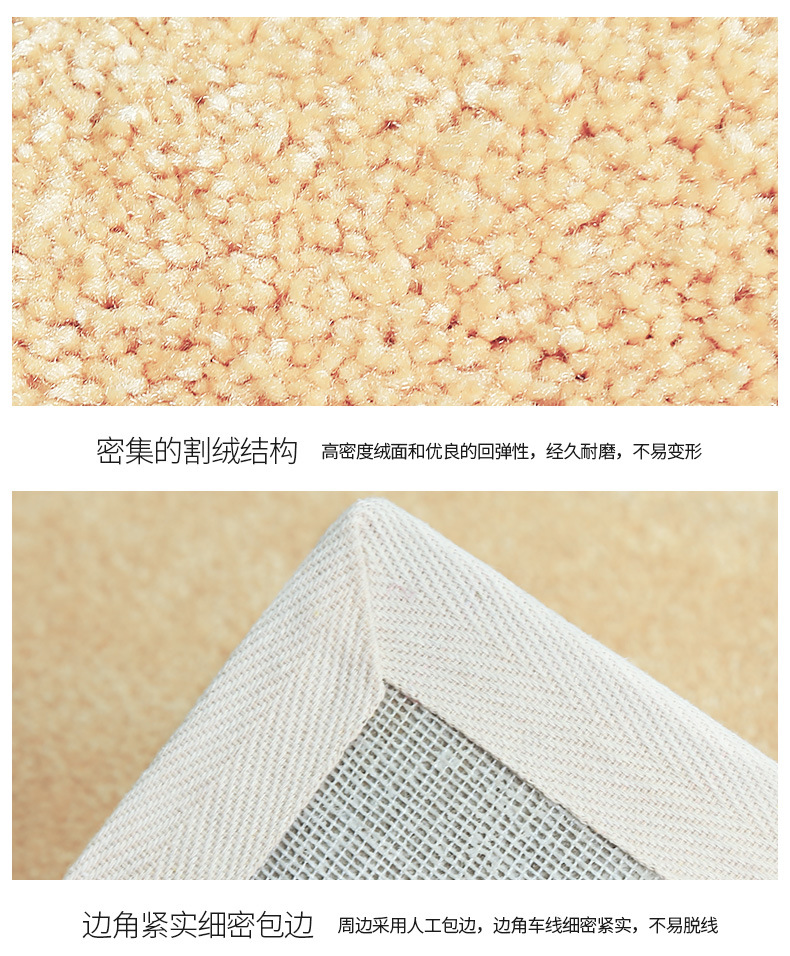 密集的割绒结构 高密度绒面和优良的回弹性，经久耐磨，不易变形
边角紧实细密包边 周边采用人工包边，边角车线细密紧实，不易脱线